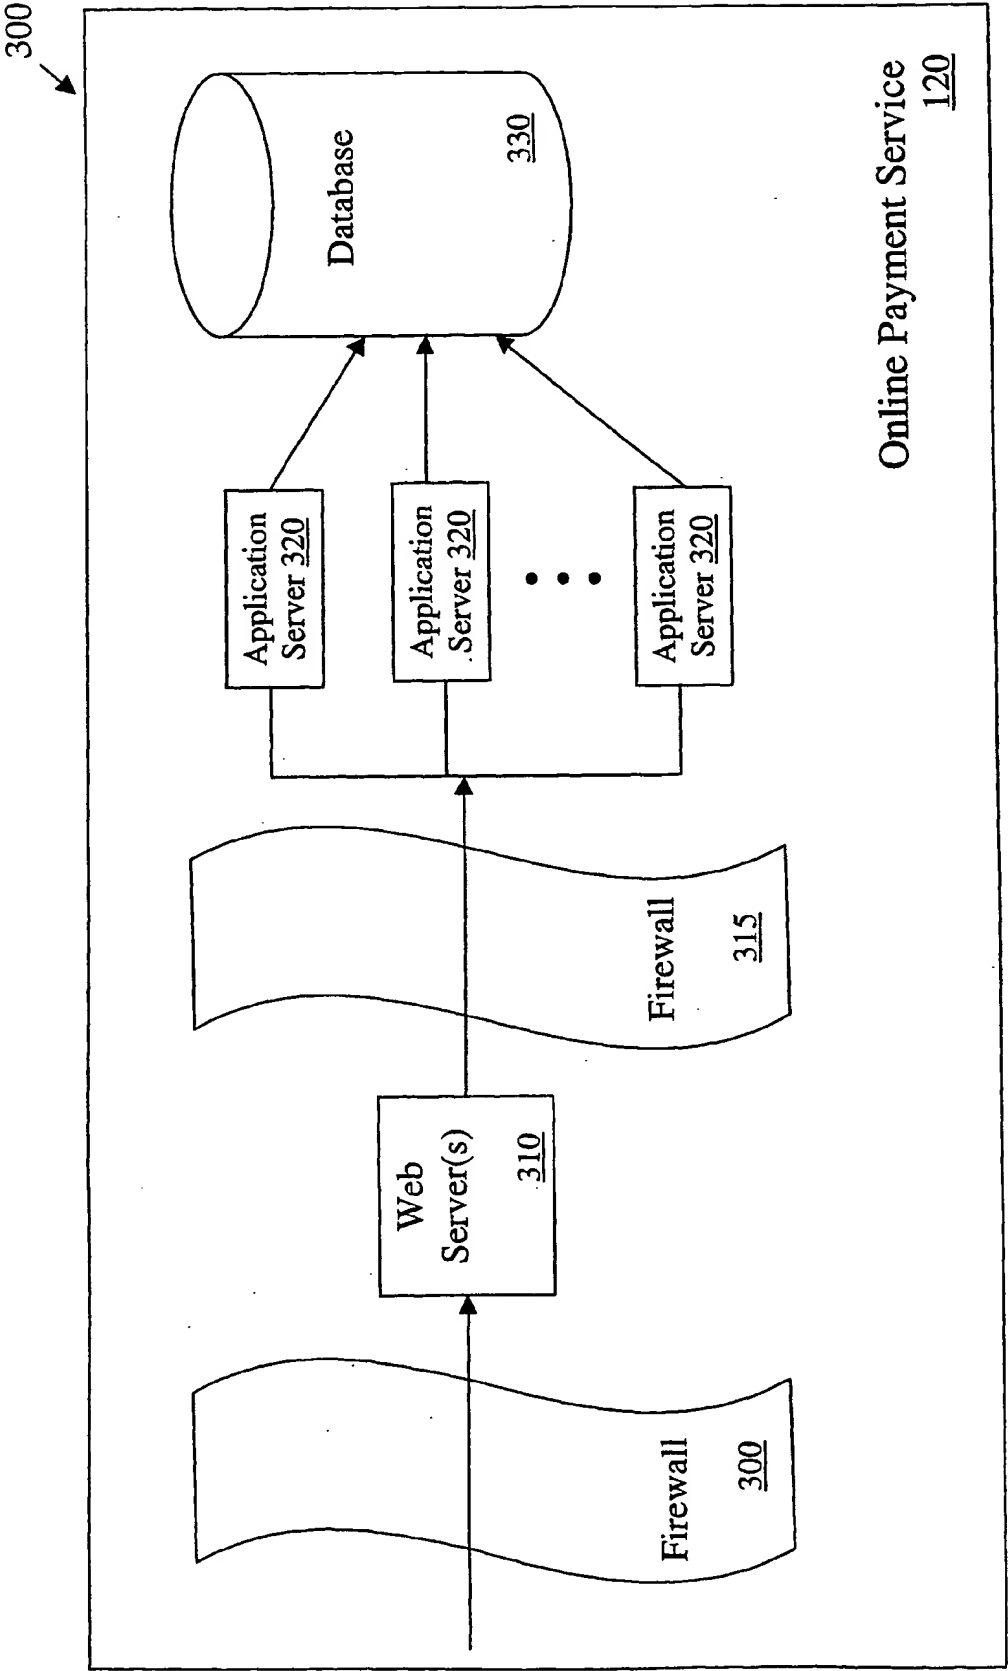 300
Firewall
300
Web
Server(s)
310
Firewall
315
Application
Server 320
Application
Server 320
Application
Server 320
Database
330
Online Payment Service
120